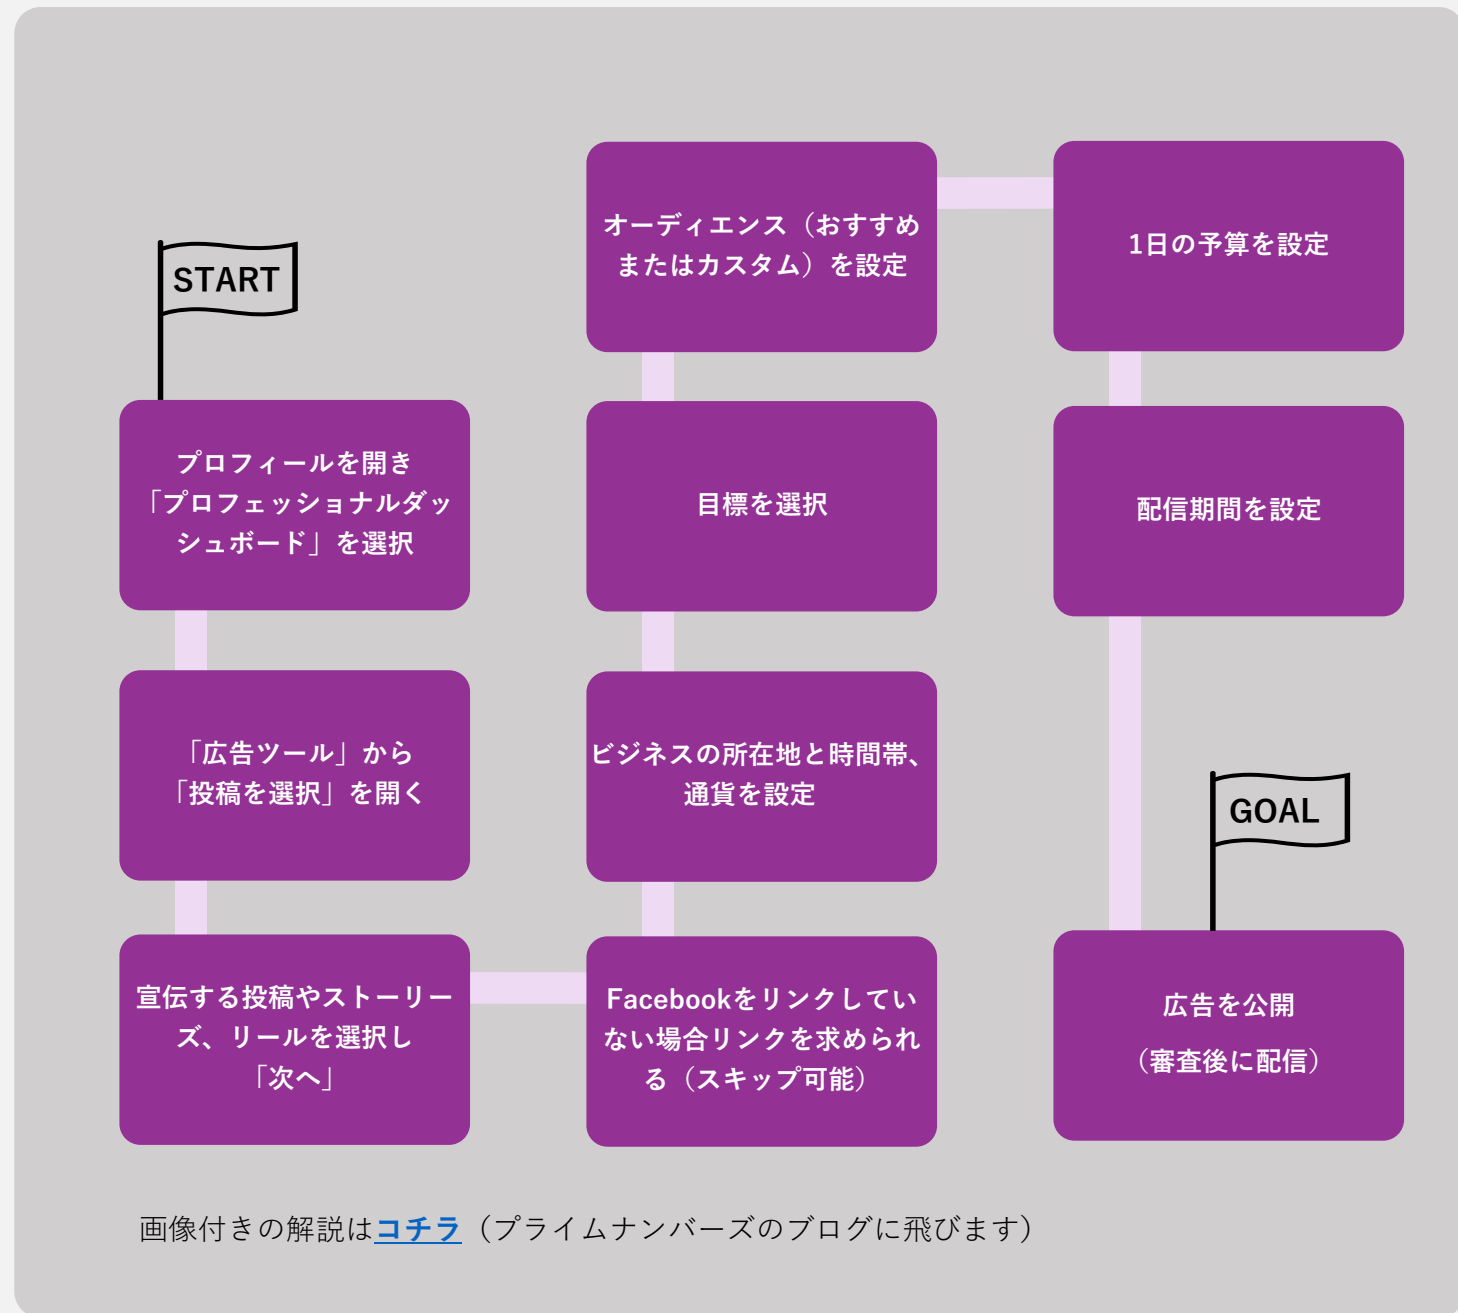 START
プロフィールを開き
「プロフェッショナルダッ
シュボード」を選択
「広告ツール」から
「投稿を選択」を開く
宣伝する投稿やストーリー
ズ、リールを選択し
「次へ」
Facebookをリンクしてい
ない場合リンクを求められ
る（スキップ可能）
ビジネスの所在地と時間帯、
通貨を設定
目標を選択
オーディエンス（おすすめ
またはカスタム）を設定
1日の予算を設定
配信期間を設定
GOAL
広告を公開
（審査後に配信）
画像付きの解説はコチラ（プライムナンバーズのブログに飛びます）